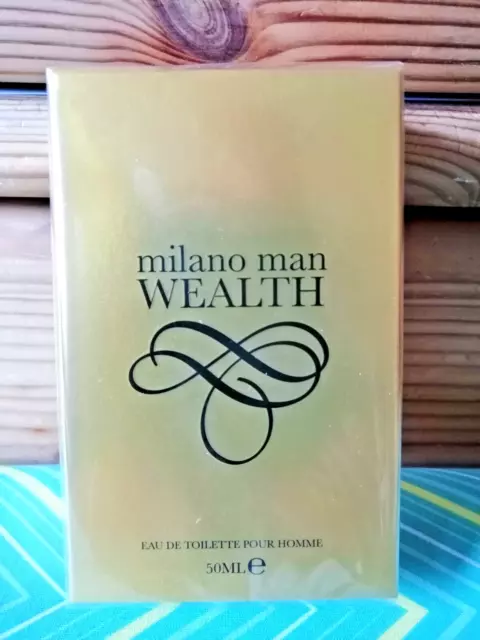 milano man
WEALTH
EAU DE TOILETTE POUR HOMME
50ML℮